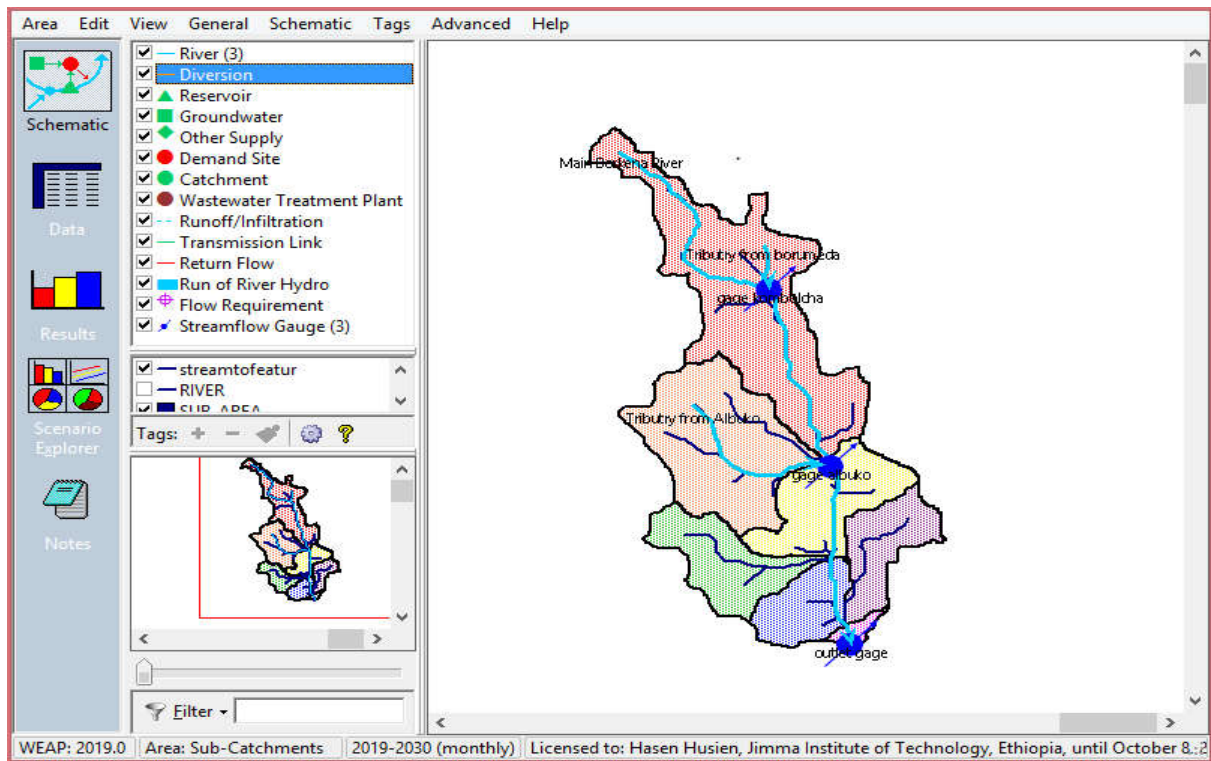 Area Edit View General Schematic Tags Advanced Help
Schematic
Data
Results
Scenario
Explorer
Notes
River (3)
Diversion
Reservoir
Groundwater
Other Supply
Demand Site
Catchment
Wastewater Treatment Plant
Runoff/Infiltration
Transmission Link
Return Flow
Run of River Hydro
Flow Requirement
Streamflow Gauge (3)
streamtofeatur
RIVER
SUB_AREA
Tags:
Filter
Main Berkena River
Tributry from borumeda
gage kombolcha
Tributry from Albuko
gage albuko
outlet gage
WEAP: 2019.0 Area: Sub-Catchments 2019-2030 (monthly) Licensed to: Hasen Husien, Jimma Institute of Technology, Ethiopia, until October 8,